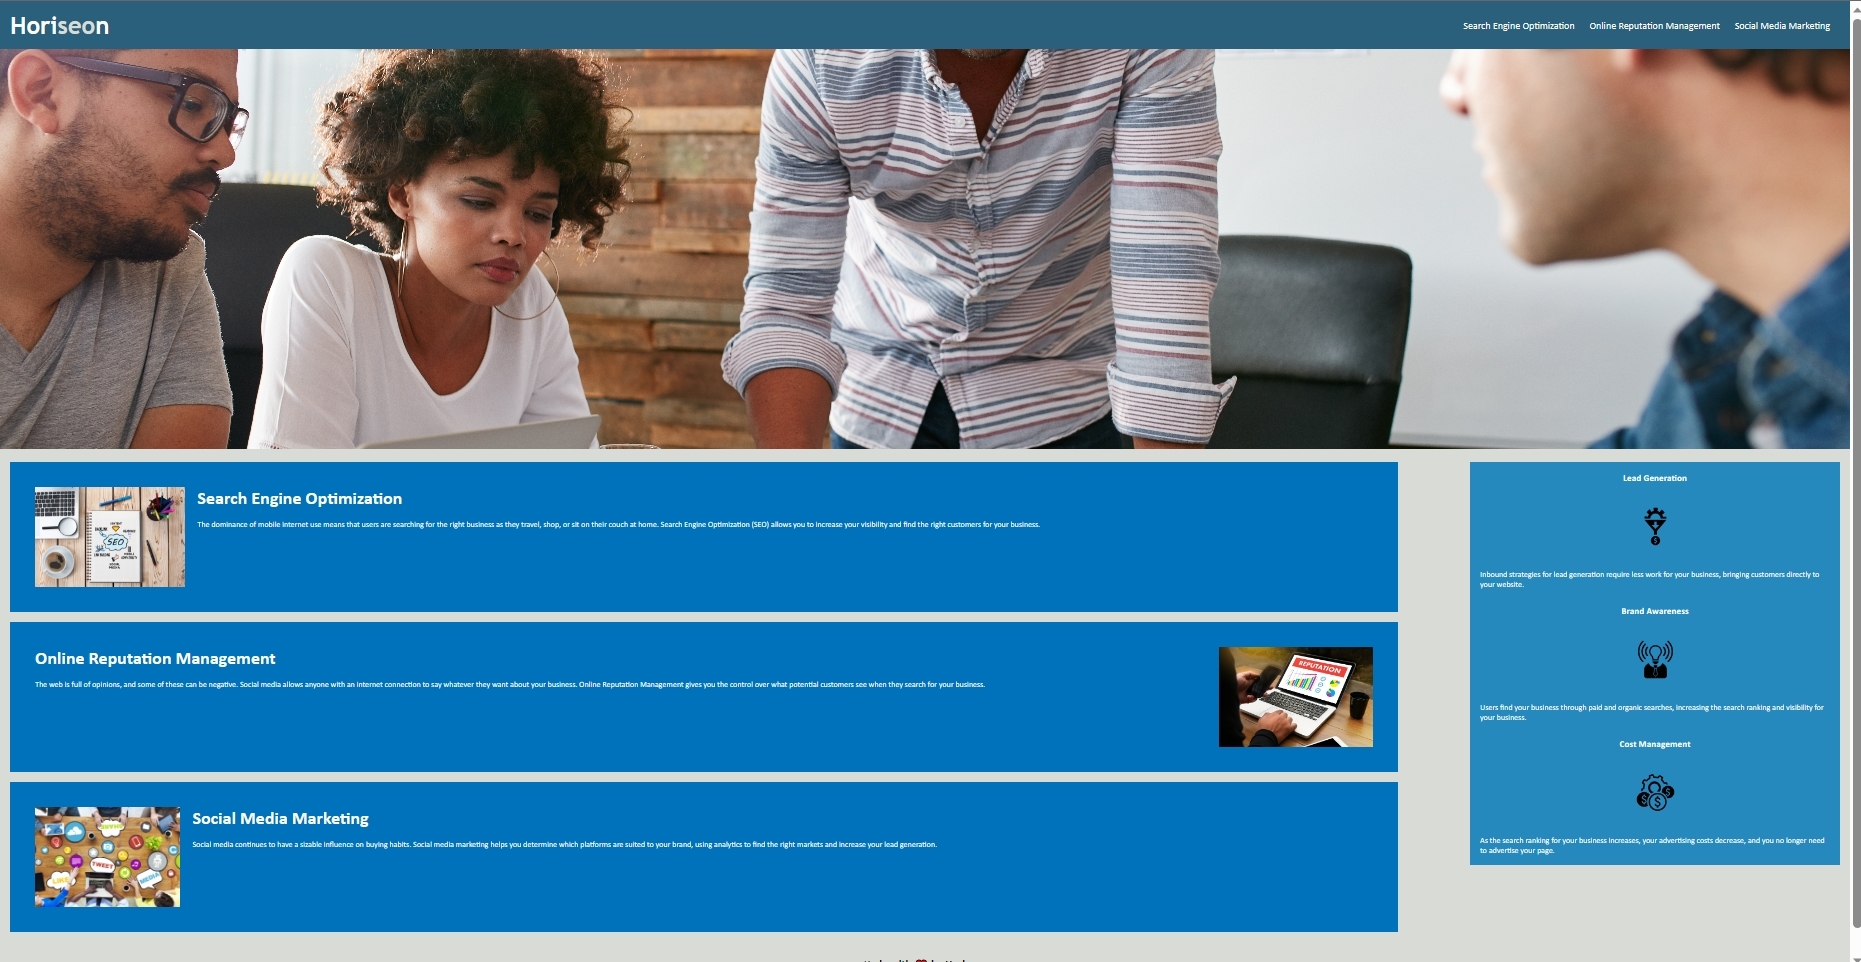 Horiseon
Search Engine Optimization Online Reputation Management Social Media Marketing
SEO
Search Engine Optimization
The dominance of mobile internet use means that users are searching for the right business as they travel, shop, or sit on their couch at home. Search Engine Optimization (SEO) allows you to increase your visibility and find the right customers for your business.
Online Reputation Management
The web is full of opinions, and some of these can be negative. Social media allows anyone with an internet connection to say whatever they want about your business. Online Reputation Management gives you the control over what potential customers see when they search for your business.
REPUTATION
TWEET
LIKE
MEDIA
Social Media Marketing
Social media continues to have a sizable influence on buying habits. Social media marketing helps you determine which platforms are suited to your brand, using analytics to find the right markets and increase your lead generation.
Lead Generation
Inbound strategies for lead generation require less work for your business, bringing customers directly to
your website.
Brand Awareness
Users find your business through paid and organic searches, increasing the search ranking and visibility for
your business.
Cost Management
As the search ranking for your business increases, your advertising costs decrease, and you no longer need
to advertise your page.